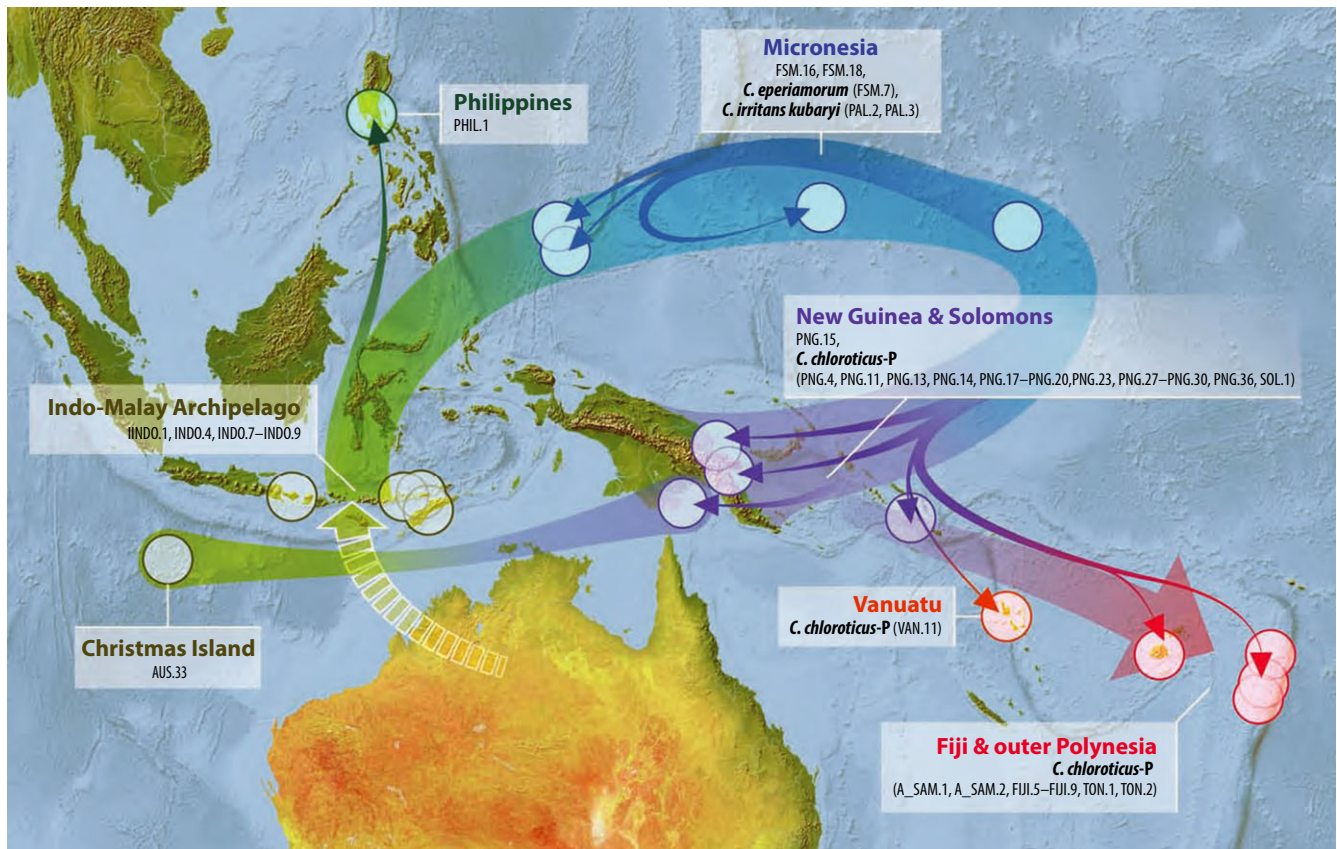 Micronesia
FSM.16, FSM.18,
C. eperiamorum (FSM.7),
C. irritans kubaryi (PAL.2, PAL.3)
Philippines
PHIL.1
New Guinea & Solomons
PNG.15,
C. chloroticus-P
(PNG.4, PNG.11, PNG.13, PNG.14, PNG.17–PNG.20,PNG.23, PNG.27–PNG.30, PNG.36, SOL.1)
Indo-Malay Archipelago
IINDO.1, INDO.4, INDO.7–INDO.9
Vanuatu
C. chloroticus-P (VAN.11)
Christmas Island
AUS.33
Fiji & outer Polynesia
C. chloroticus-P
(A_SAM.1, A_SAM.2, FIJI.5–FIJI.9, TON.1, TON.2)